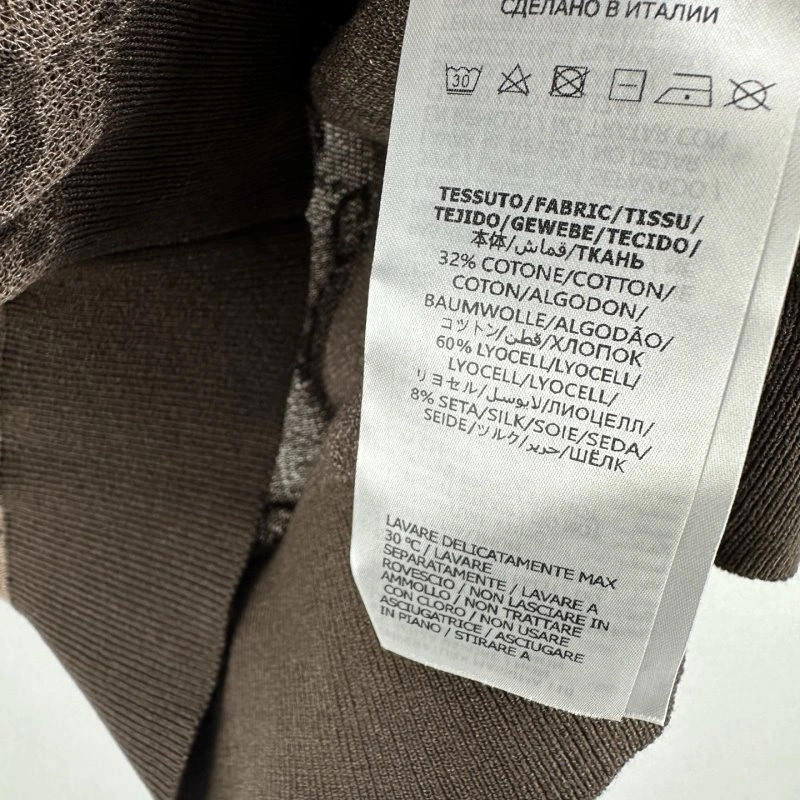 СДЕЛАНО В ИТАЛИИ
30
TESSUTO/FABRIC/TISSU/
TEJIDO/GEWEBE/TECIDO/
本体/قماش/ТКАНЬ
32% COTONE/COTTON/
COTON/ALGODON/
BAUMWOLLE/ALGODÃO/
コットン/قطن/ХЛОПОК
60% LYOCELL/LYOCELL/
LYOCELL/LYOCELL/
リヨセル/لايوسل/ЛИОЦЕЛЛ/
8% SETA/SILK/SOIE/SEDA/
SEIDE/ツルク/حرير/ШЁЛК
LAVARE DELICATAMENTE MAX
30 °C / LAVARE
SEPARATAMENTE / LAVARE A
ROVESCIO / NON LASCIARE IN
AMMOLLO / NON TRATTARE
CON CLORO / NON USARE
ASCIUGATRICE / ASCIUGARE
IN PIANO / STIRARE A